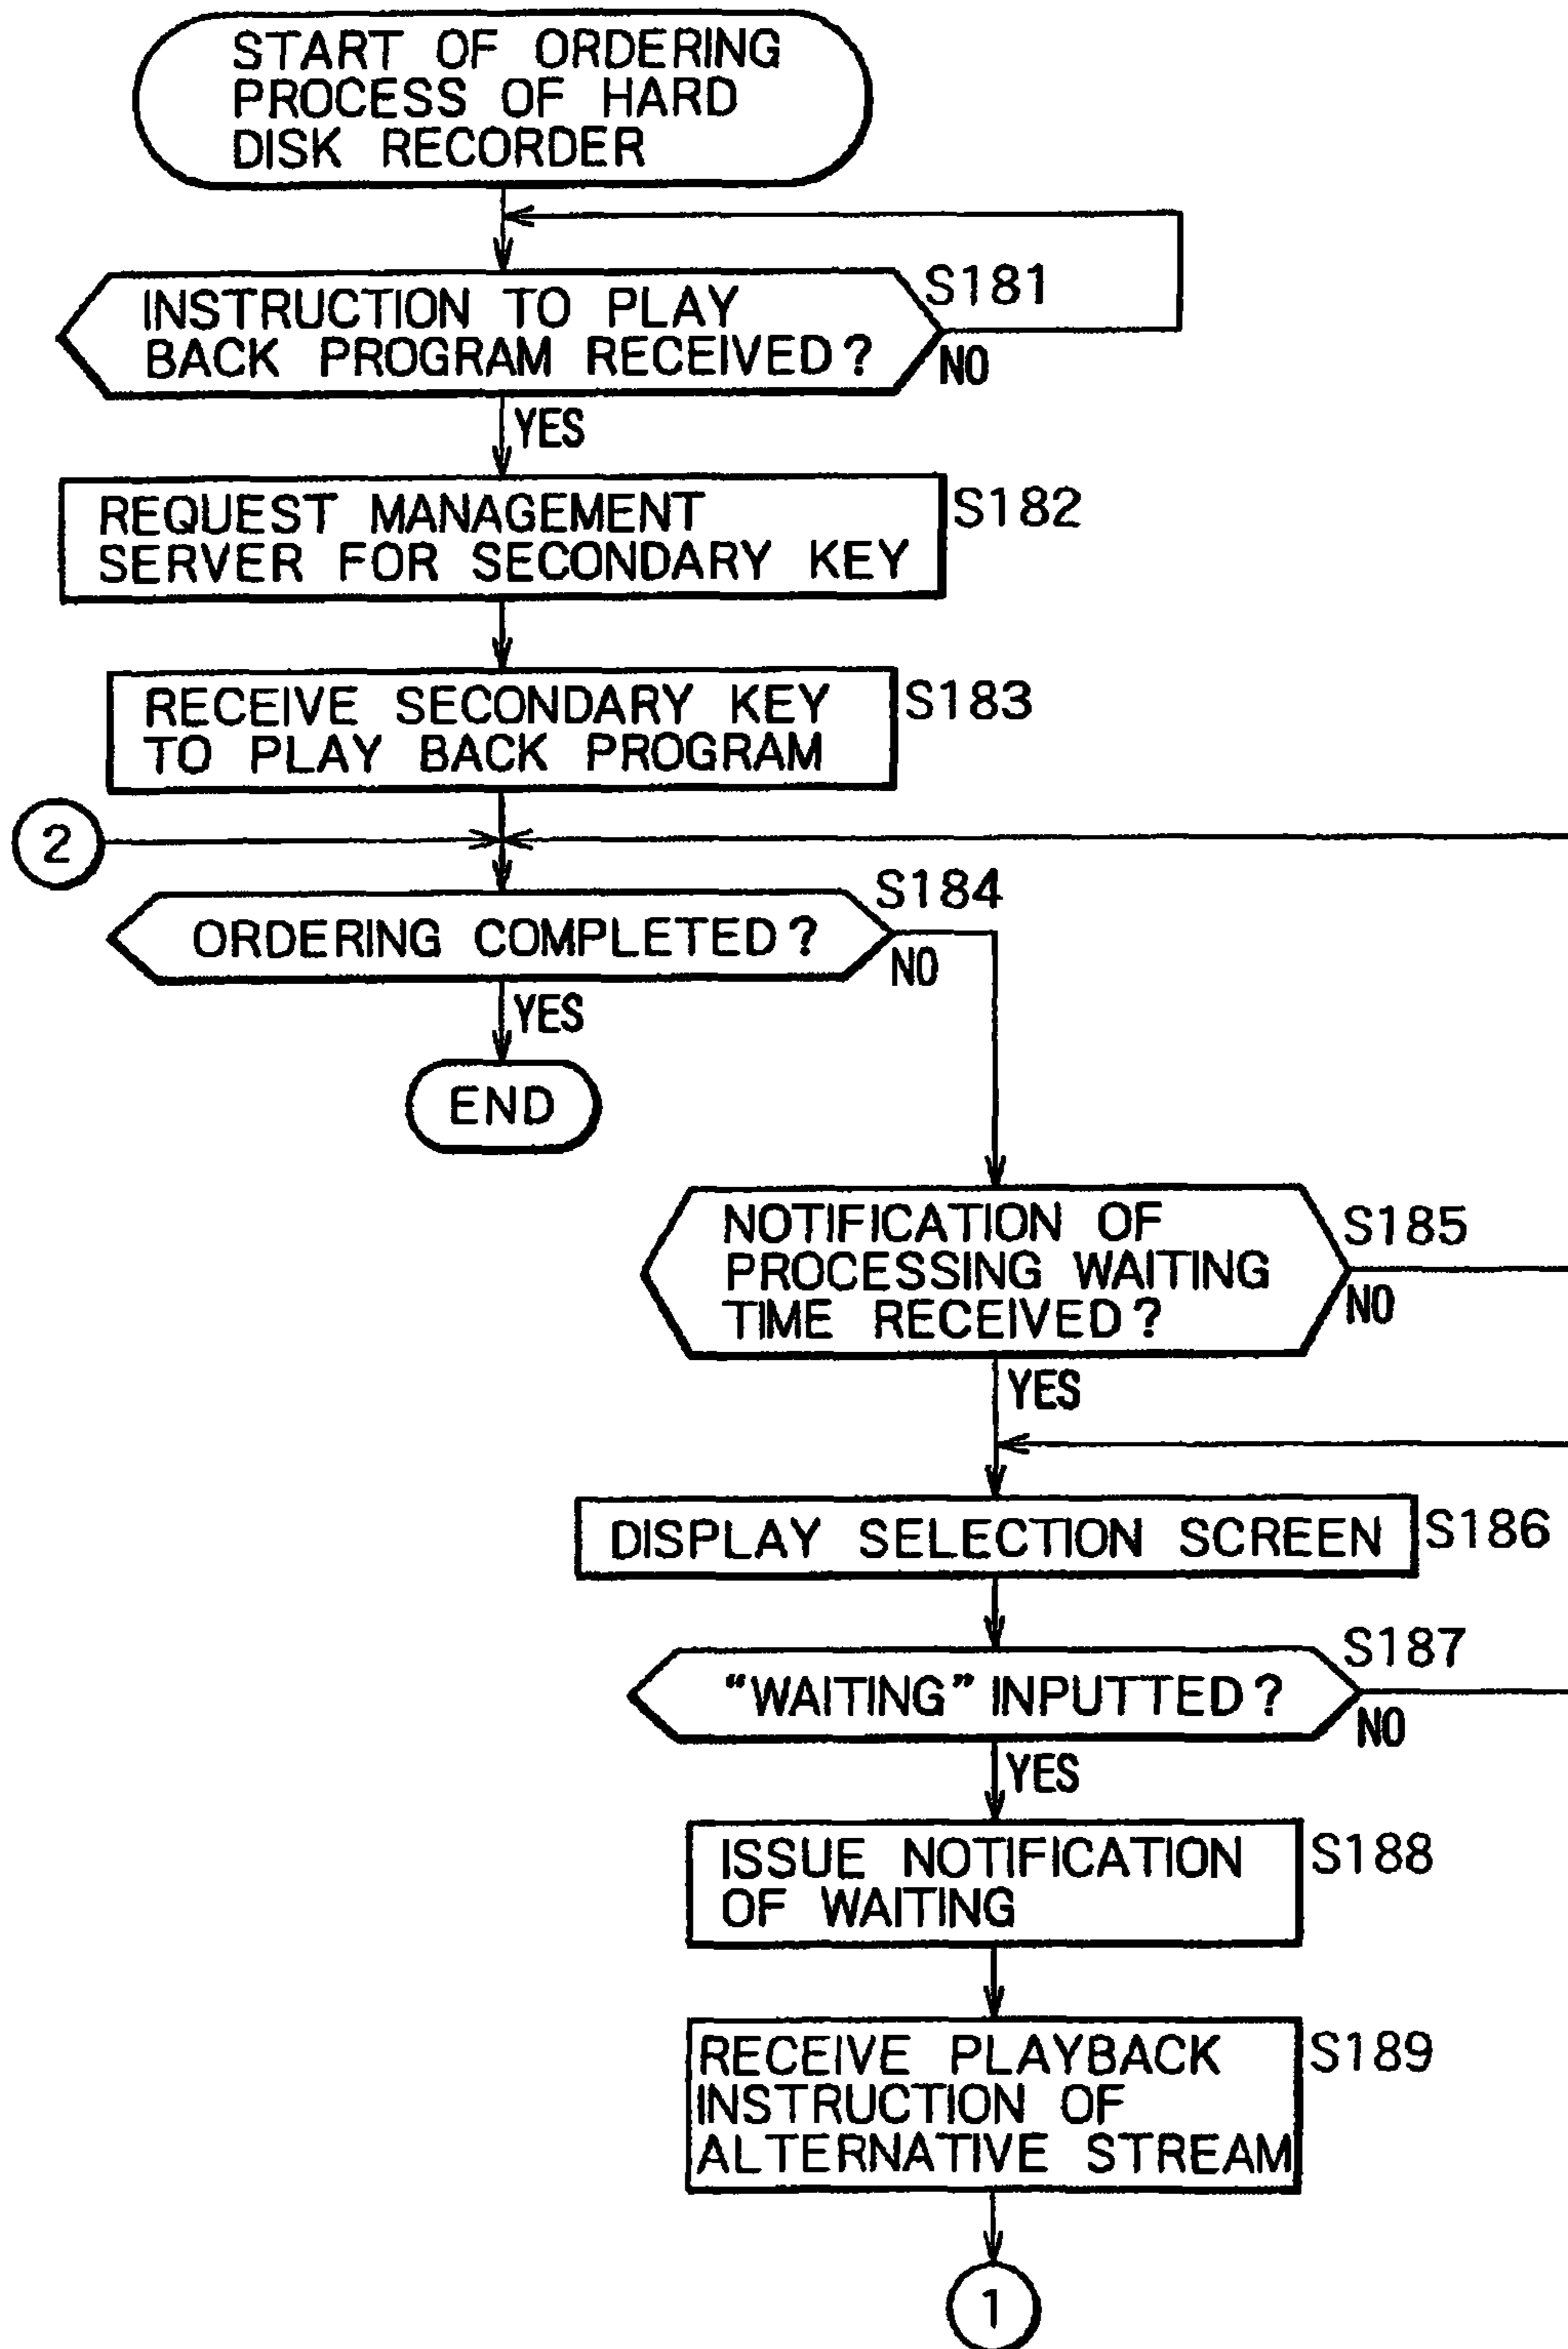 START OF ORDERING
PROCESS OF HARD
DISK RECORDER
S181
INSTRUCTION TO PLAY
BACK PROGRAM RECEIVED?
NO
YES
S182
REQUEST MANAGEMENT
SERVER FOR SECONDARY KEY
S183
RECEIVE SECONDARY KEY
TO PLAY BACK PROGRAM
2
S184
ORDERING COMPLETED?
NO
YES
END
S185
NOTIFICATION OF
PROCESSING WAITING
TIME RECEIVED?
NO
YES
DISPLAY SELECTION SCREEN
S186
S187
“WAITING” INPUTTED?
NO
YES
S188
ISSUE NOTIFICATION
OF WAITING
S189
RECEIVE PLAYBACK
INSTRUCTION OF
ALTERNATIVE STREAM
1